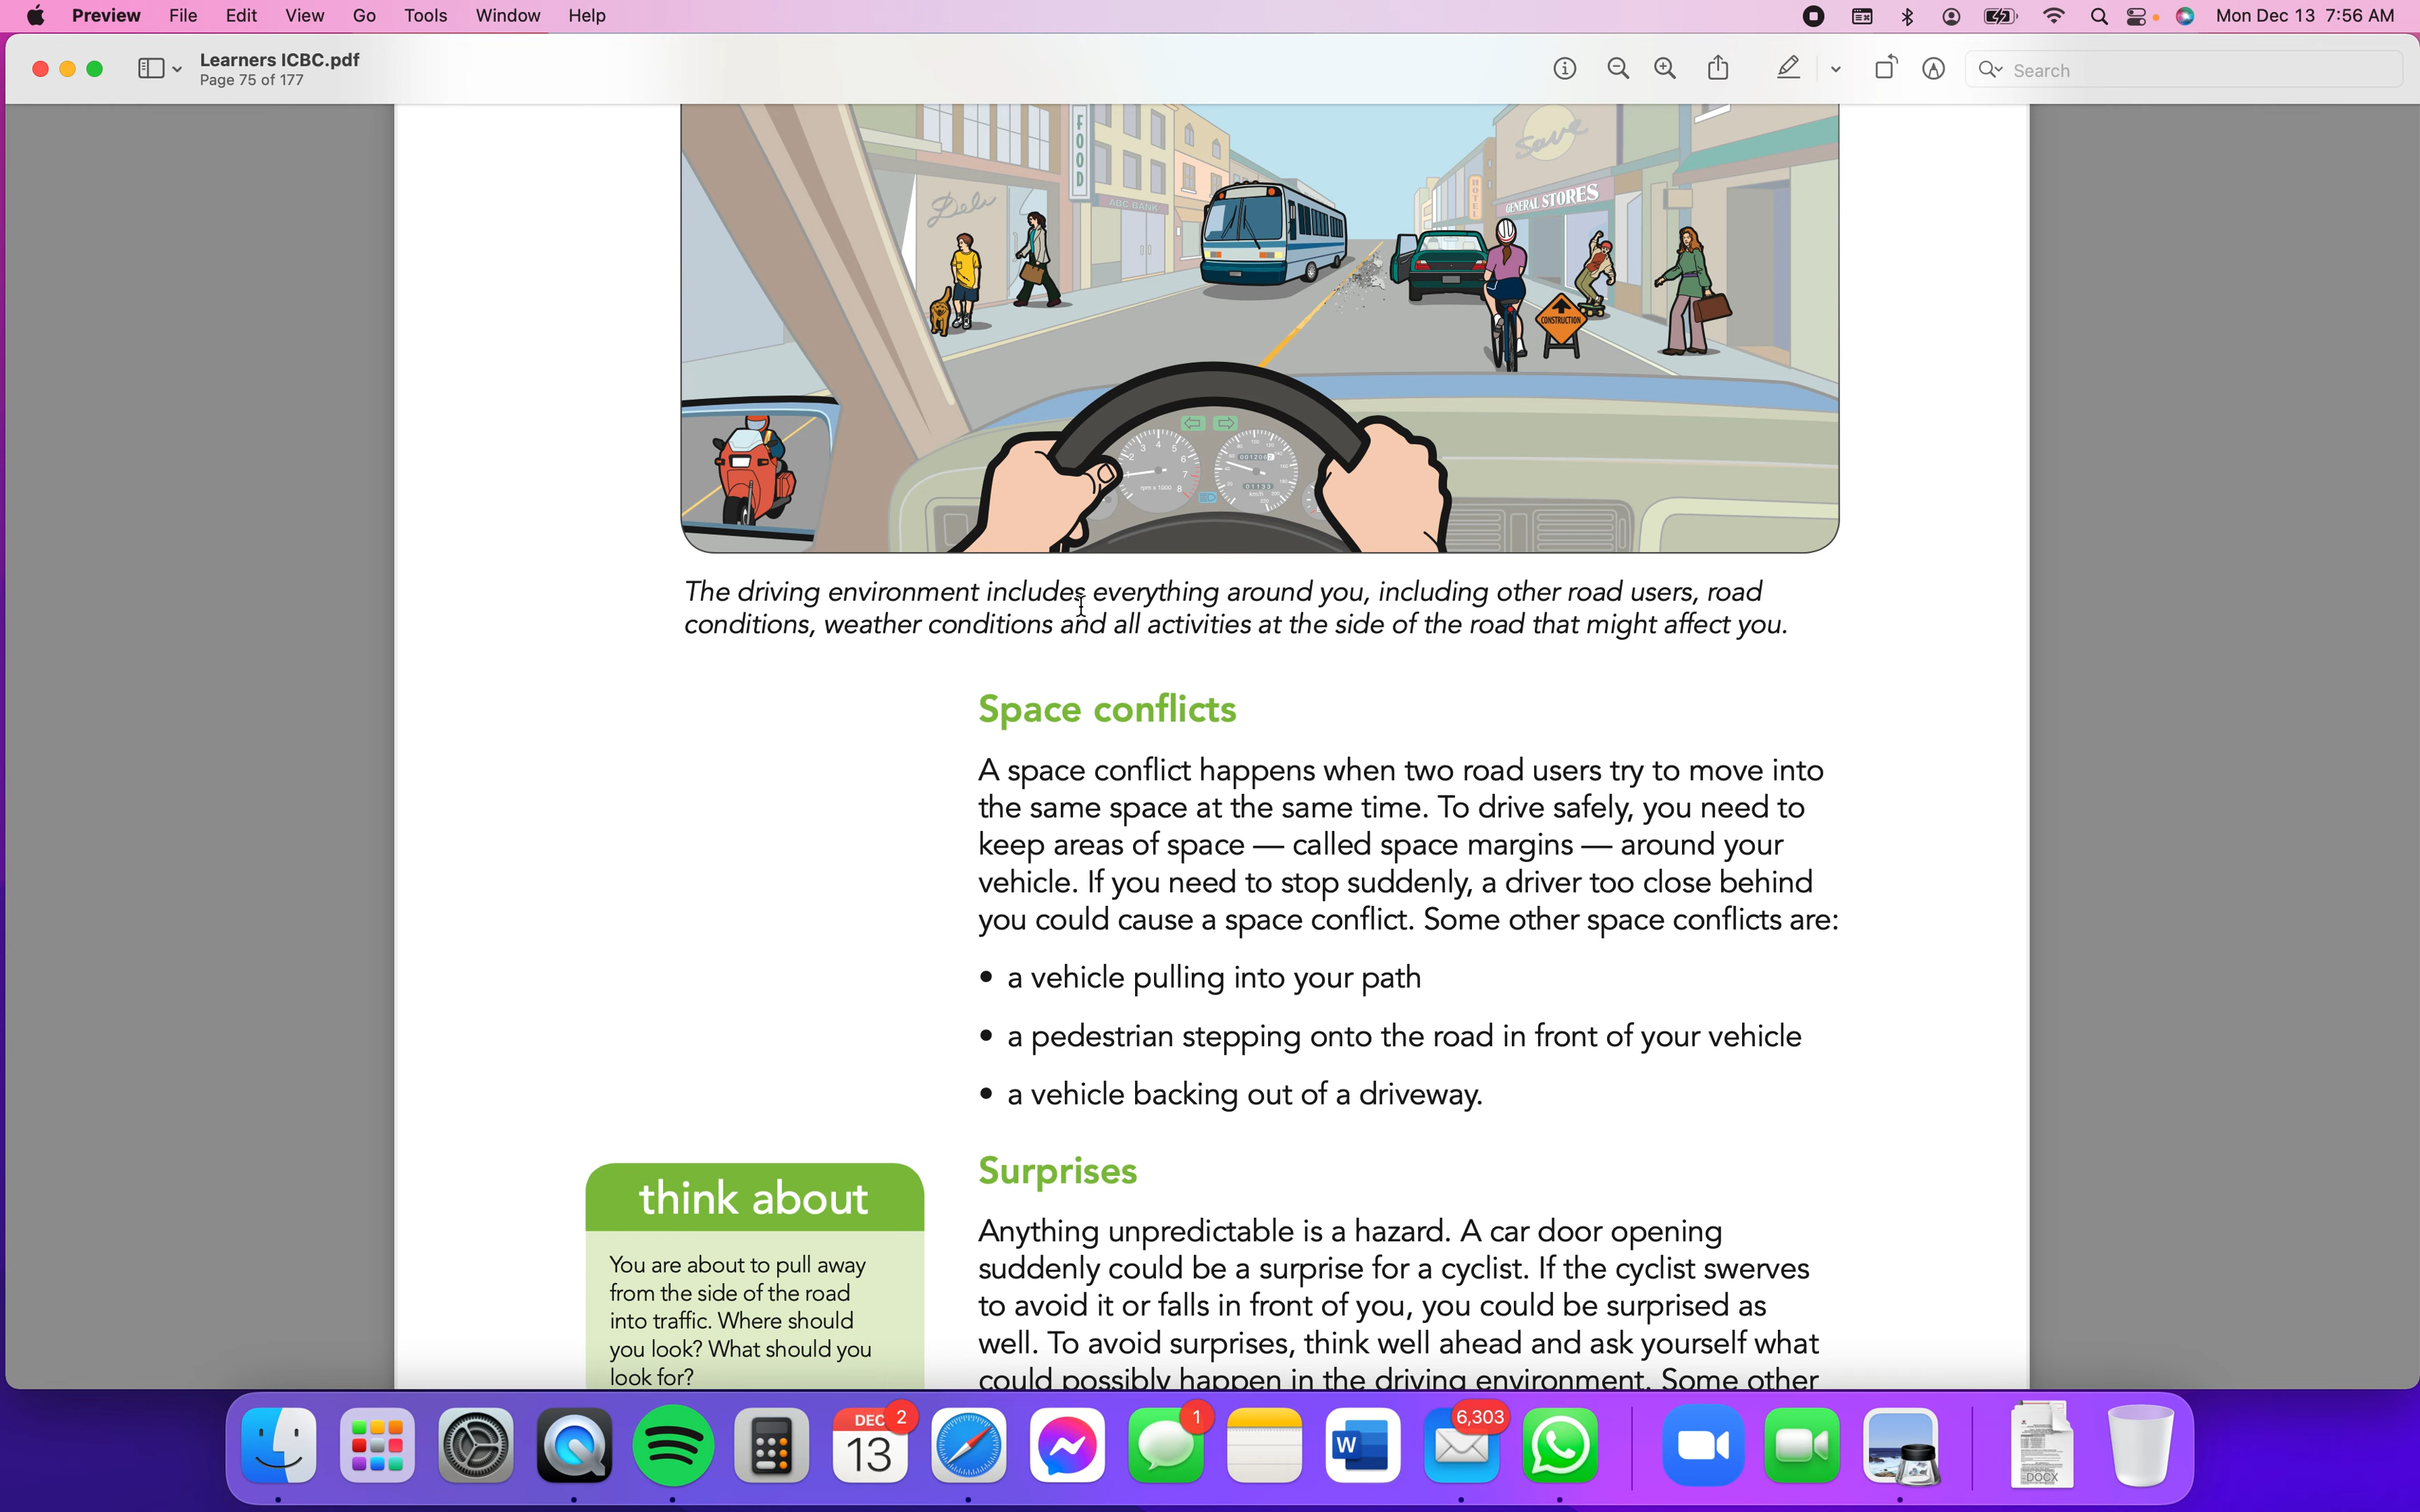 Preview File Edit View Go Tools Window Help
Mon Dec 13 7:56 AM
Learners ICBC.pdf
Page 75 of 177
Search
FOOD
Delu
ABC BANK
HOTEL
Save
GENERAL STORES
CONSTRUCTION
rpm x 1000
km/h
The driving environment includes everything around you, including other road users, road
conditions, weather conditions and all activities at the side of the road that might affect you.
Space conflicts
A space conflict happens when two road users try to move into
the same space at the same time. To drive safely, you need to
keep areas of space — called space margins — around your
vehicle. If you need to stop suddenly, a driver too close behind
you could cause a space conflict. Some other space conflicts are:
• a vehicle pulling into your path
• a pedestrian stepping onto the road in front of your vehicle
• a vehicle backing out of a driveway.
think about
You are about to pull away
from the side of the road
into traffic. Where should
you look? What should you
look for?
Surprises
Anything unpredictable is a hazard. A car door opening
suddenly could be a surprise for a cyclist. If the cyclist swerves
to avoid it or falls in front of you, you could be surprised as
well. To avoid surprises, think well ahead and ask yourself what
could possibly happen in the driving environment. Some other
DEC 2
13
1
W
6,303
DOCX